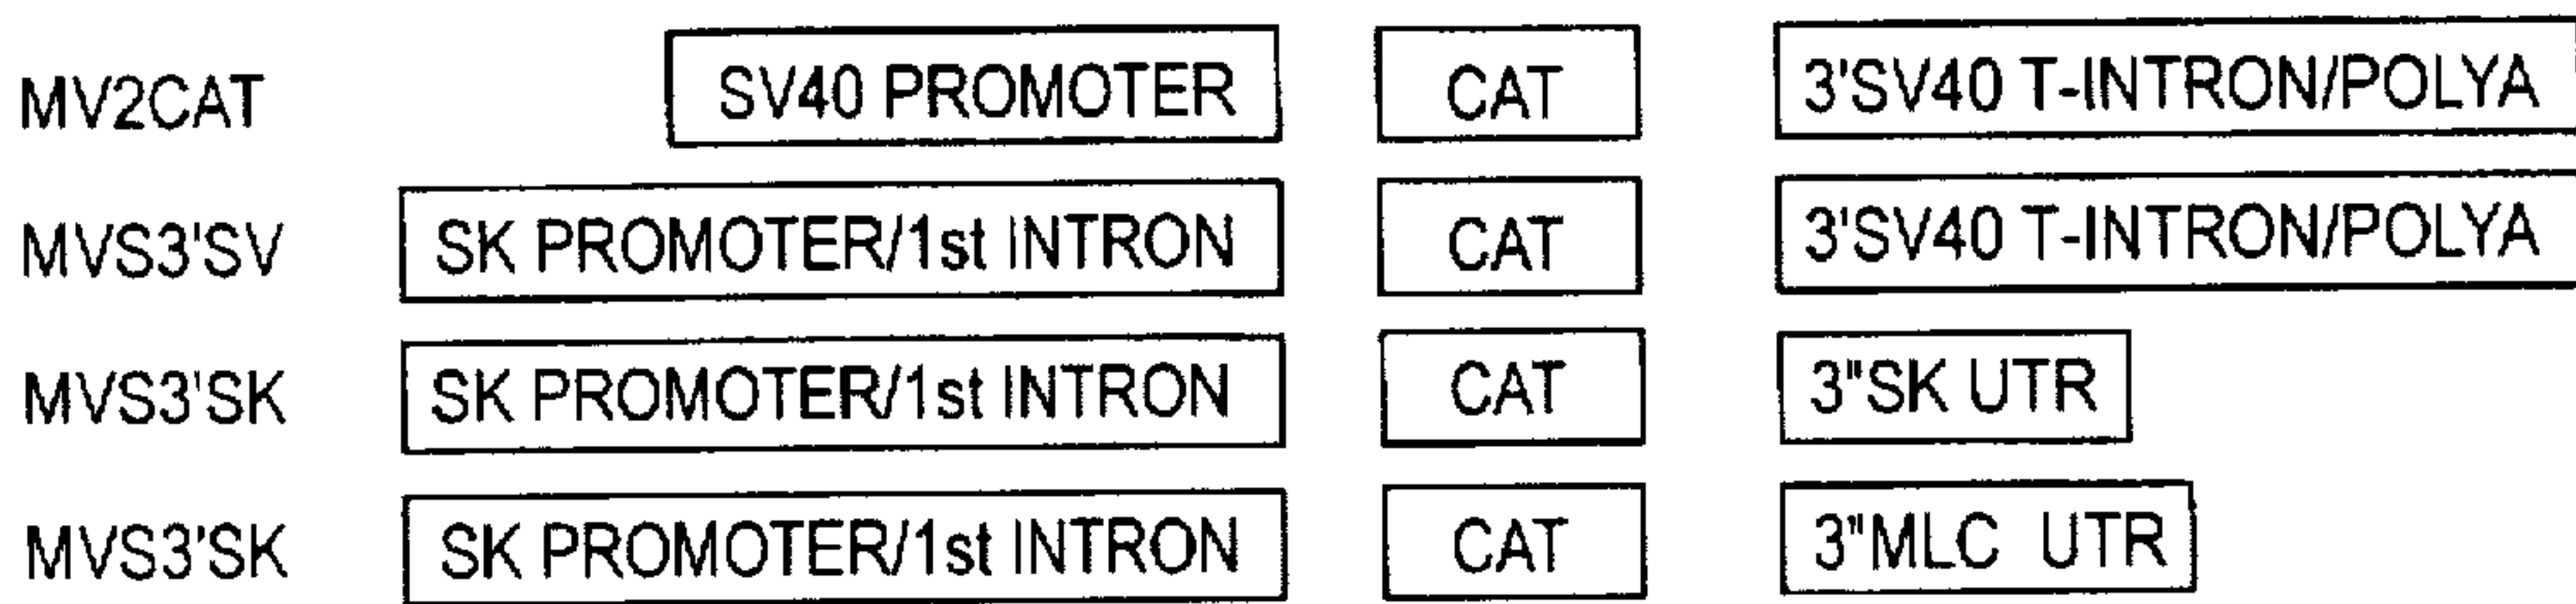 MV2CAT SV40 PROMOTER CAT 3'SV40 T-INTRON/POLYA
MVS3'SV SK PROMOTER/1st INTRON CAT 3'SV40 T-INTRON/POLYA
MVS3'SK SK PROMOTER/1st INTRON CAT 3"SK UTR
MVS3'SK SK PROMOTER/1st INTRON CAT 3"MLC UTR